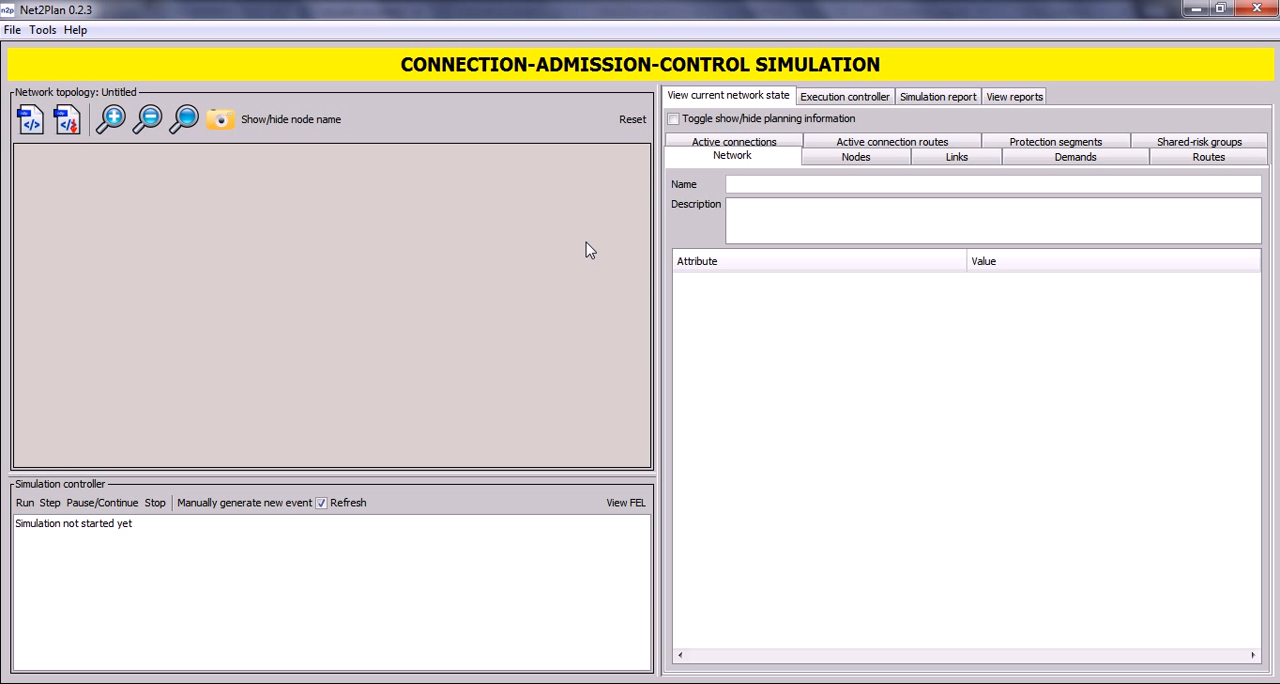 n2p Net2Plan 0.2.3
File Tools Help
CONNECTION-ADMISSION-CONTROL SIMULATION
Network topology: Untitled
Show/hide node name Reset
Simulation controller
Run Step Pause/Continue Stop Manually generate new event Refresh View FEL
Simulation not started yet
View current network state Execution controller Simulation report View reports
Toggle show/hide planning information
Active connections Active connection routes Protection segments Shared-risk groups
Network Nodes Links Demands Routes
Name
Description
Attribute Value